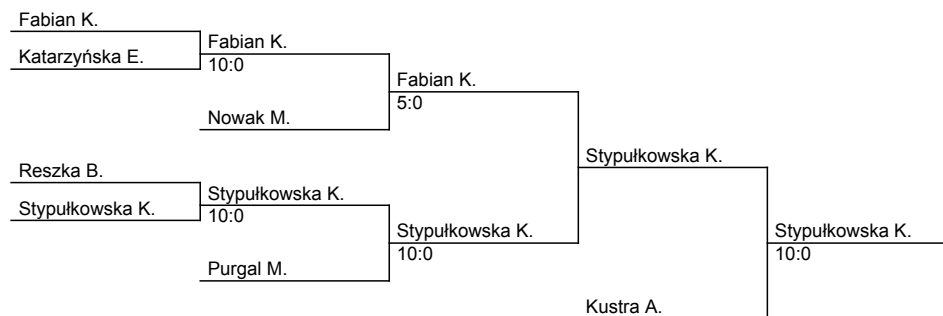 Fabian K.
Katarzyńska E.
Fabian K.
10:0
Nowak M.
Fabian K.
5:0
Reszka B.
Stypułkowska K.
Stypułkowska K.
10:0
Purgal M.
Stypułkowska K.
10:0
Stypułkowska K.
Kustra A.
Stypułkowska K.
10:0